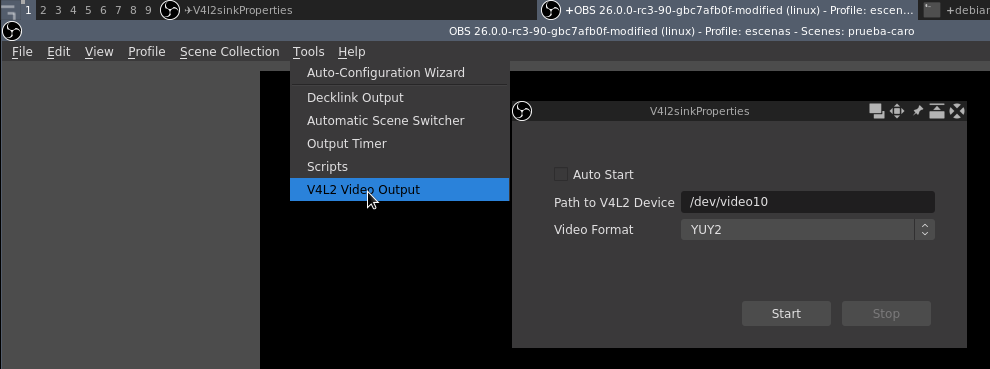 1 2 3 4 5 6 7 8 9 V4l2sinkProperties +OBS 26.0.0-rc3-90-gbc7afb0f-modified (linux) - Profile: escen... +debian
OBS 26.0.0-rc3-90-gbc7afb0f-modified (linux) - Profile: escenas - Scenes: prueba-caro
File Edit View Profile Scene Collection Tools Help
Auto-Configuration Wizard
Decklink Output
Automatic Scene Switcher
Output Timer
Scripts
V4L2 Video Output
V4l2sinkProperties
Auto Start
Path to V4L2 Device /dev/video10
Video Format YUY2
Start Stop